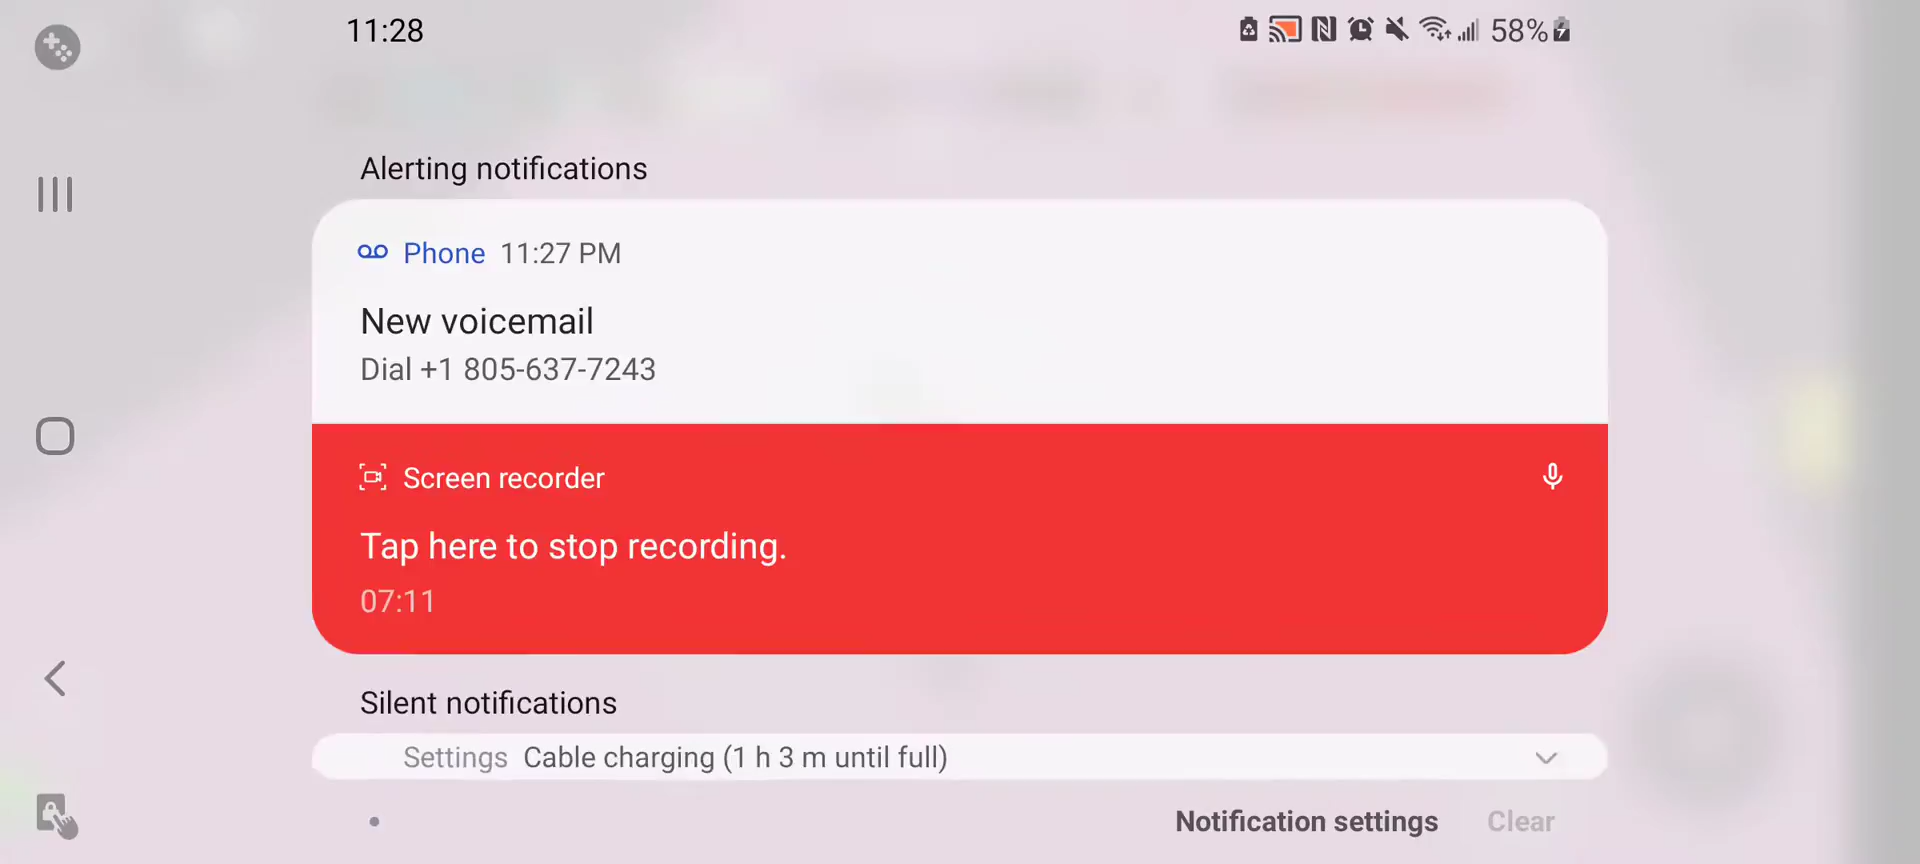 11:28
58%
Alerting notifications
Phone 11:27 PM
New voicemail
Dial +1 805-637-7243
Screen recorder
Tap here to stop recording.
07:11
Silent notifications
Settings Cable charging (1 h 3 m until full)
Notification settings Clear